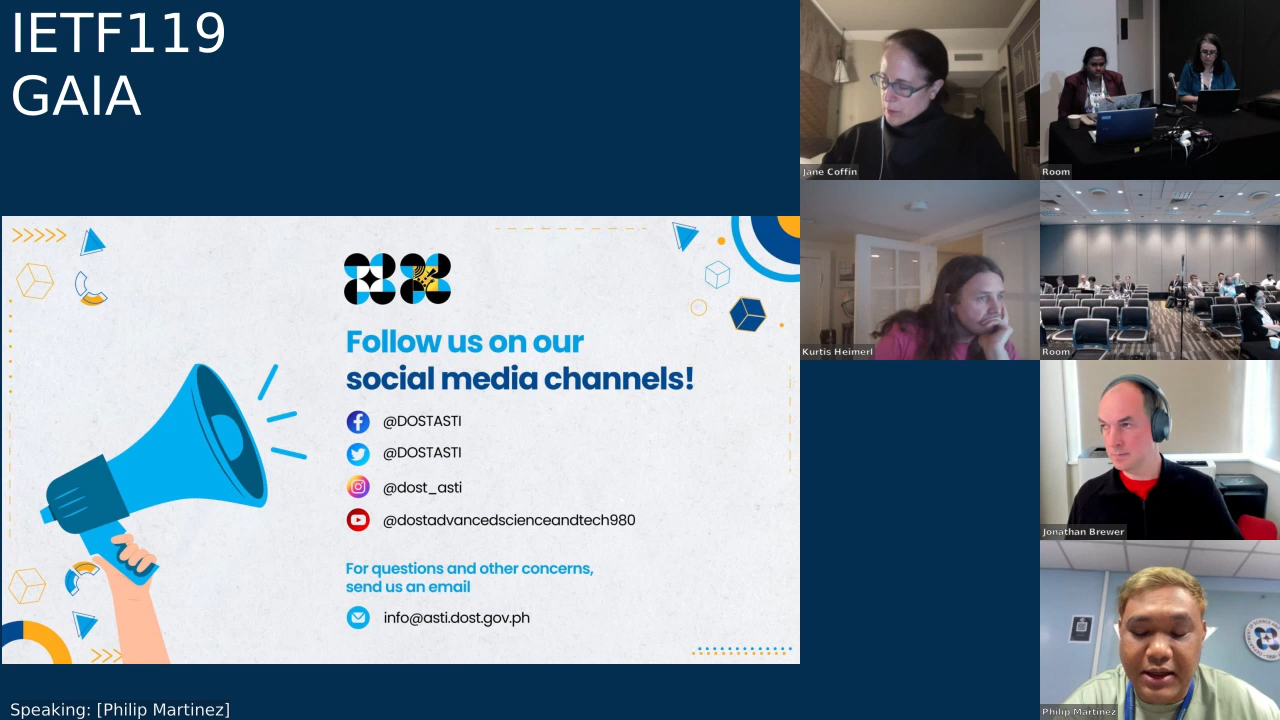 IETF119
GAIA
Follow us on our
social media channels!
@DOSTASTI
@DOSTASTI
@dost_asti
@dostadvancedscienceandtech980
For questions and other concerns,
send us an email
info@asti.dost.gov.ph
Speaking: [Philip Martinez]
Jane Coffin
Room
Kurtis Heimerl
Room
Jonathan Brewer
Philip Martinez